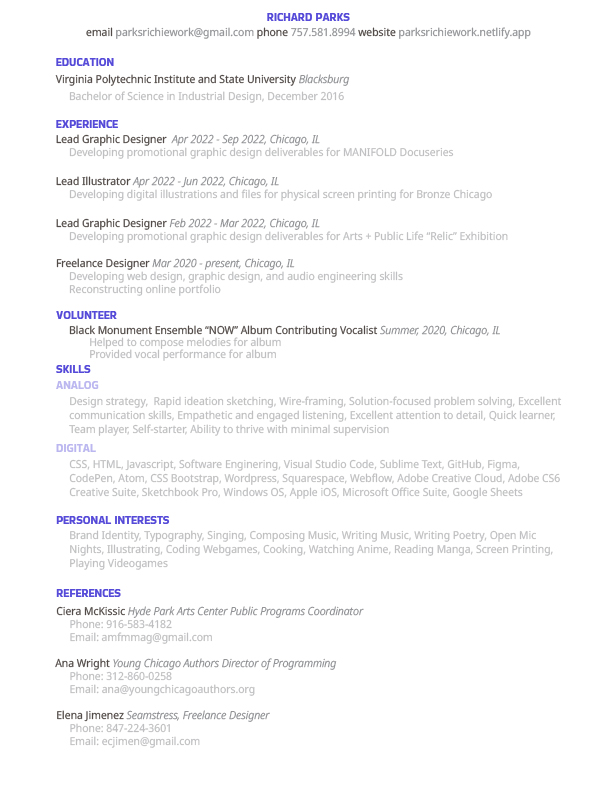 RICHARD PARKS
email parksrichiework@gmail.com phone 757.581.8994 website parksrichiework.netlify.app
EDUCATION
Virginia Polytechnic Institute and State University Blacksburg
Bachelor of Science in Industrial Design, December 2016
EXPERIENCE
Lead Graphic Designer Apr 2022 - Sep 2022, Chicago, IL
Developing promotional graphic design deliverables for MANIFOLD Docuseries
Lead Illustrator Apr 2022 - Jun 2022, Chicago, IL
Developing digital illustrations and files for physical screen printing for Bronze Chicago
Lead Graphic Designer Feb 2022 - Mar 2022, Chicago, IL
Developing promotional graphic design deliverables for Arts + Public Life “Relic” Exhibition
Freelance Designer Mar 2020 - present, Chicago, IL
Developing web design, graphic design, and audio engineering skills
Reconstructing online portfolio
VOLUNTEER
Black Monument Ensemble “NOW” Album Contributing Vocalist Summer, 2020, Chicago, IL
Helped to compose melodies for album
Provided vocal performance for album
SKILLS
ANALOG
Design strategy, Rapid ideation sketching, Wire-framing, Solution-focused problem solving, Excellent
communication skills, Empathetic and engaged listening, Excellent attention to detail, Quick learner,
Team player, Self-starter, Ability to thrive with minimal supervision
DIGITAL
CSS, HTML, Javascript, Software Enginering, Visual Studio Code, Sublime Text, GitHub, Figma,
CodePen, Atom, CSS Bootstrap, Wordpress, Squarespace, Webflow, Adobe Creative Cloud, Adobe CS6
Creative Suite, Sketchbook Pro, Windows OS, Apple iOS, Microsoft Office Suite, Google Sheets
PERSONAL INTERESTS
Brand Identity, Typography, Singing, Composing Music, Writing Music, Writing Poetry, Open Mic
Nights, Illustrating, Coding Webgames, Cooking, Watching Anime, Reading Manga, Screen Printing,
Playing Videogames
REFERENCES
Ciera McKissic Hyde Park Arts Center Public Programs Coordinator
Phone: 916-583-4182
Email: amfmmag@gmail.com
Ana Wright Young Chicago Authors Director of Programming
Phone: 312-860-0258
Email: ana@youngchicagoauthors.org
Elena Jimenez Seamstress, Freelance Designer
Phone: 847-224-3601
Email: ecjimen@gmail.com